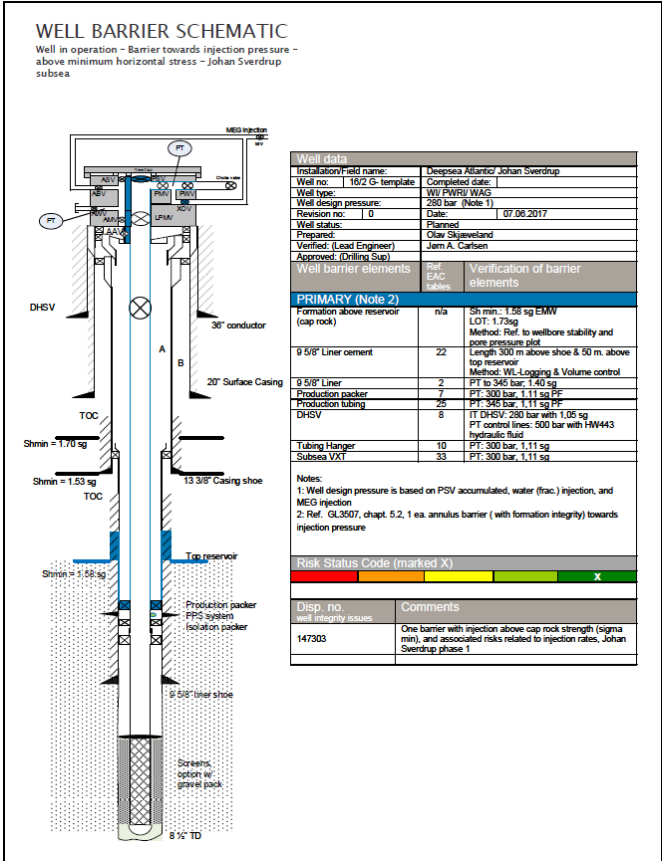 WELL BARRIER SCHEMATIC
Well in operation – Barrier towards injection pressure –
above minimum horizontal stress – Johan Sverdrup
subsea
MEG injection
MIV
PT
ASV
PSV
Choke valve
ABV
PMV
PWV
PT
AWV
XOV
AMV
LPMV
AAV
DHSV
36" conductor
A
B
20" Surface Casing
TOC
Shmin = 1.70 sg
Shmin = 1.53 sg
13 3/8" Casing shoe
TOC
Top reservoir
Shmin = 1.58 sg
Production packer
PPS system
Isolation packer
9 5/8" liner shoe
Screens,
option w/
gravel pack
8 ½" TD
Well data
Installation/Field name: Deepsea Atlantic/ Johan Sverdrup
Well no: 16/2 G- template Completed date:
Well type: WI/ PWRI/ WAG
Well design pressure: 280 bar (Note 1)
Revision no: 0 Date: 07.06.2017
Well status: Planned
Prepared: Olav Skjæveland
Verified: (Lead Engineer) Jørn A. Carlsen
Approved: (Drilling Sup)
Well barrier elements Ref. EAC tables Verification of barrier elements
PRIMARY (Note 2)
Formation above reservoir (cap rock) n/a Sh min.: 1.58 sg EMW
LOT: 1.73sg
Method: Ref. to wellbore stability and
pore pressure plot
9 5/8" Liner cement 22 Length 300 m above shoe & 50 m. above
top reservoir
Method: WL-Logging & Volume control
9 5/8" Liner 2 PT to 345 bar; 1.40 sg
Production packer 7 PT: 300 bar, 1.11 sg PF
Production tubing 25 PT: 345 bar, 1,11 sg PF
DHSV 8 IT DHSV: 280 bar with 1,05 sg
PT control lines: 500 bar with HW443
hydraulic fluid
Tubing Hanger 10 PT: 300 bar, 1,11 sg
Subsea VXT 33 PT: 300 bar, 1,11 sg
Notes:
1: Well design pressure is based on PSV accumulated, water (frac.) injection, and
MEG injection
2: Ref. GL3507, chapt. 5.2, 1 ea. annulus barrier ( with formation integrity) towards
injection pressure
Risk Status Code (marked X)
X
Disp. no.
well integrity issues
Comments
147303 One barrier with injection above cap rock strength (sigma
min), and associated risks related to injection rates, Johan
Sverdrup phase 1